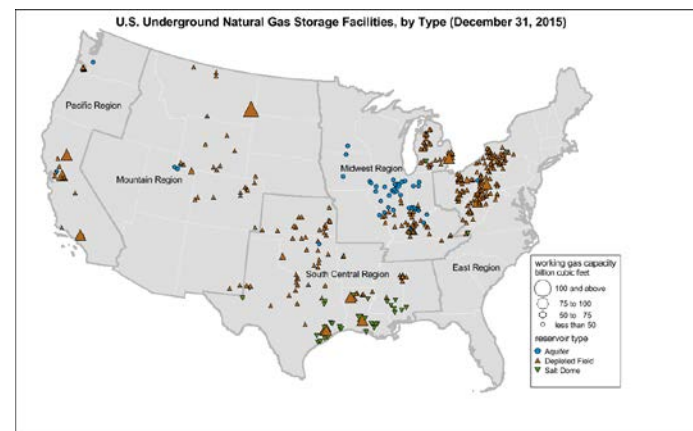 U.S. Underground Natural Gas Storage Facilities, by Type (December 31, 2015)
Pacific Region
Mountain Region
Midwest Region
South Central Region
East Region
working gas capacity
billion cubic feet
100 and above
75 to 100
50 to 75
less than 50
reservoir type
Aquifer
Depleted Field
Salt Dome